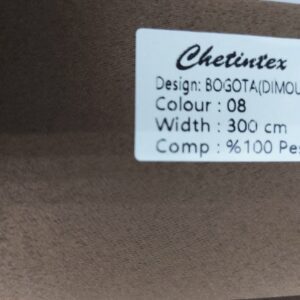 Chetintex
Design: BOGOTA(DIMOU
Colour : 08
Width : 300 cm
Comp : %100 Pes